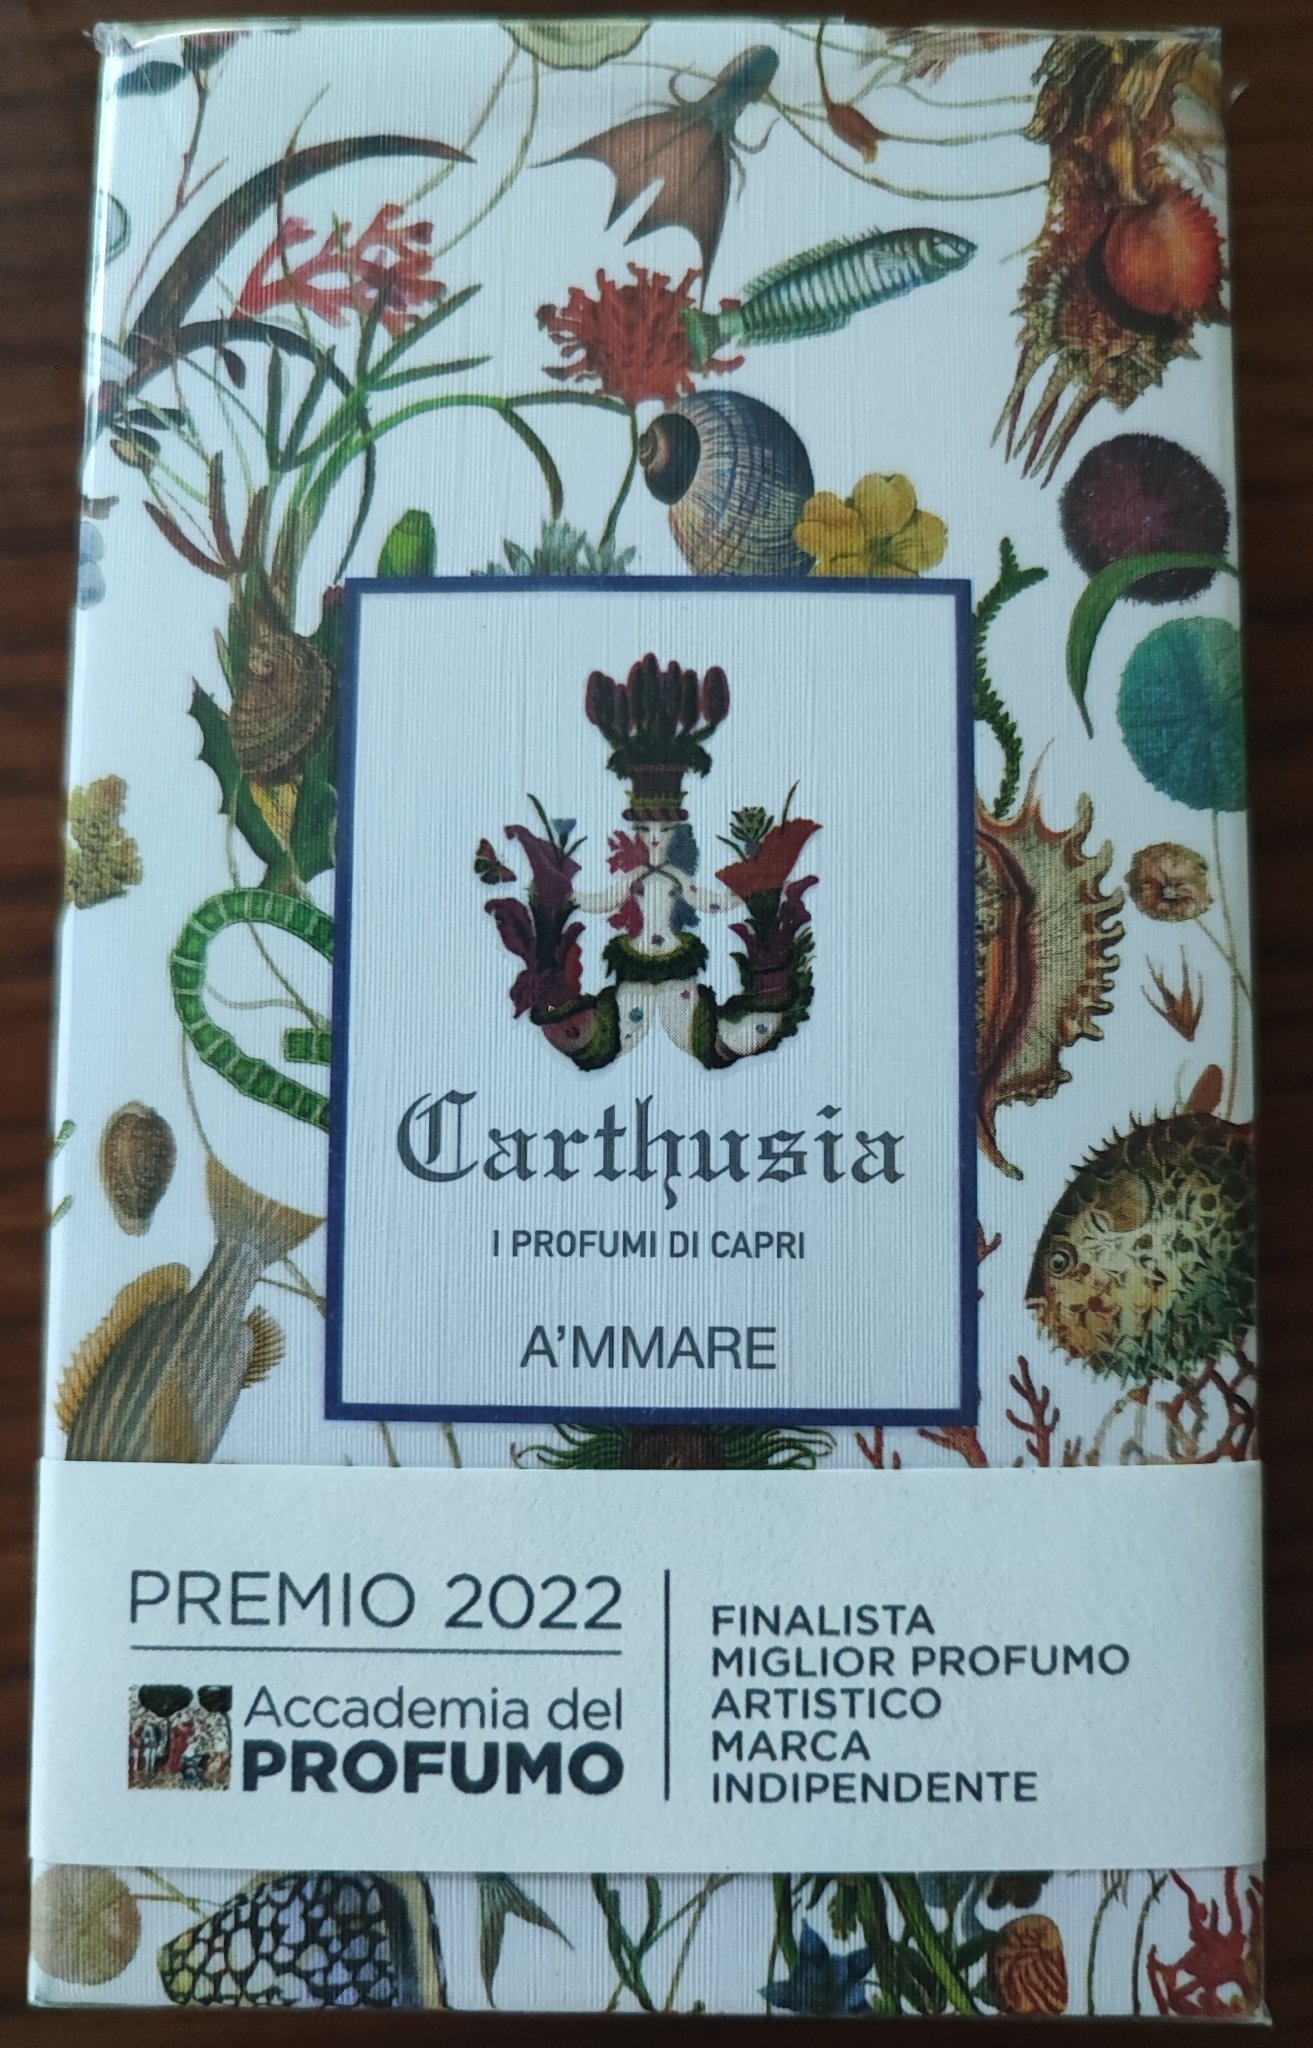 Carthusia
I PROFUMI DI CAPRI
A'MMARE
PREMIO 2022
Accademia del
PROFUMO
FINALISTA
MIGLIOR PROFUMO
ARTISTICO
MARCA
INDIPENDENTE